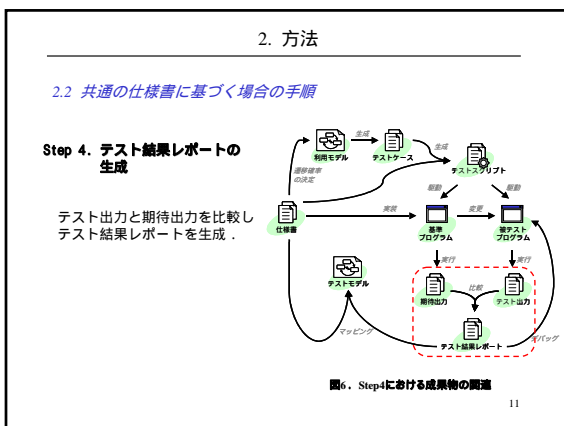 2. 方法
2.2 共通の仕様書に基づく場合の手順
Step 4. テスト結果レポートの
生成
テスト出力と期待出力を比較し
テスト結果レポートを生成．
利用モデル
生成
テストケース
生成
テストスクリプト
遷移確率
の決定
駆動
駆動
仕様書
実装
基準
プログラム
変更
被テスト
プログラム
実行
実行
テストモデル
期待出力
比較
テスト出力
マッピング
テスト結果レポート
デバッグ
図6．Step4における成果物の関連
11